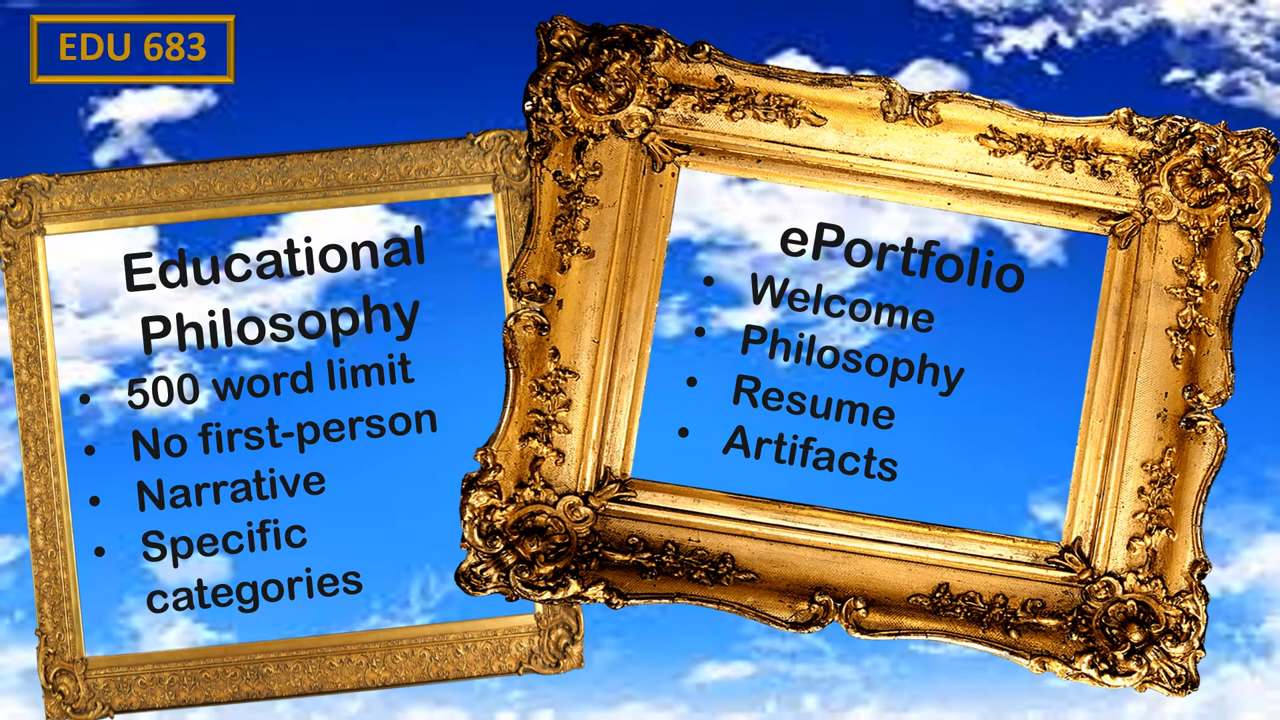 EDU 683
Educational
Philosophy
• 500 word limit
• No first-person
• Narrative
• Specific
categories
ePortfolio
• Welcome
• Philosophy
• Resume
• Artifacts